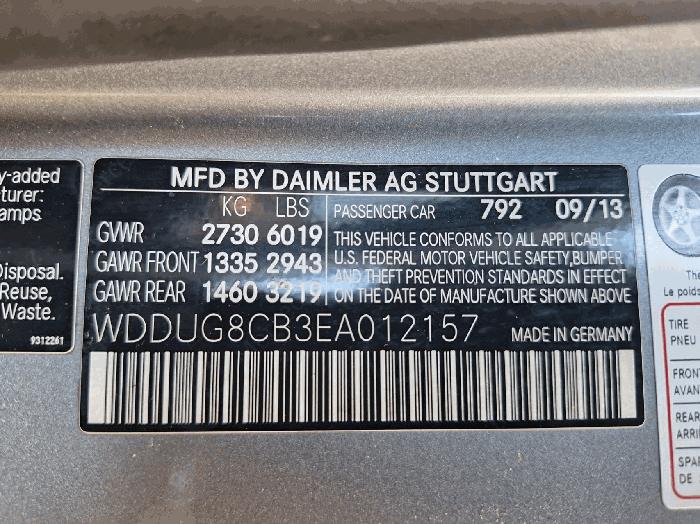 y-added
turer:
amps
Disposal.
Reuse,
Waste.
9312261
MFD BY DAIMLER AG STUTTGART
KG LBS
GVWR 2730 6019
GAWR FRONT 1335 2943
GAWR REAR 1460 3219
PASSENGER CAR 792 09/13
THIS VEHICLE CONFORMS TO ALL APPLICABLE
U.S. FEDERAL MOTOR VEHICLE SAFETY,BUMPER
AND THEFT PREVENTION STANDARDS IN EFFECT
ON THE DATE OF MANUFACTURE SHOWN ABOVE
WDDUG8CB3EA012157 MADE IN GERMANY
The
Le poids
TIRE
PNEU
FRON
AVAN
REAR
ARRI
SPA
DE